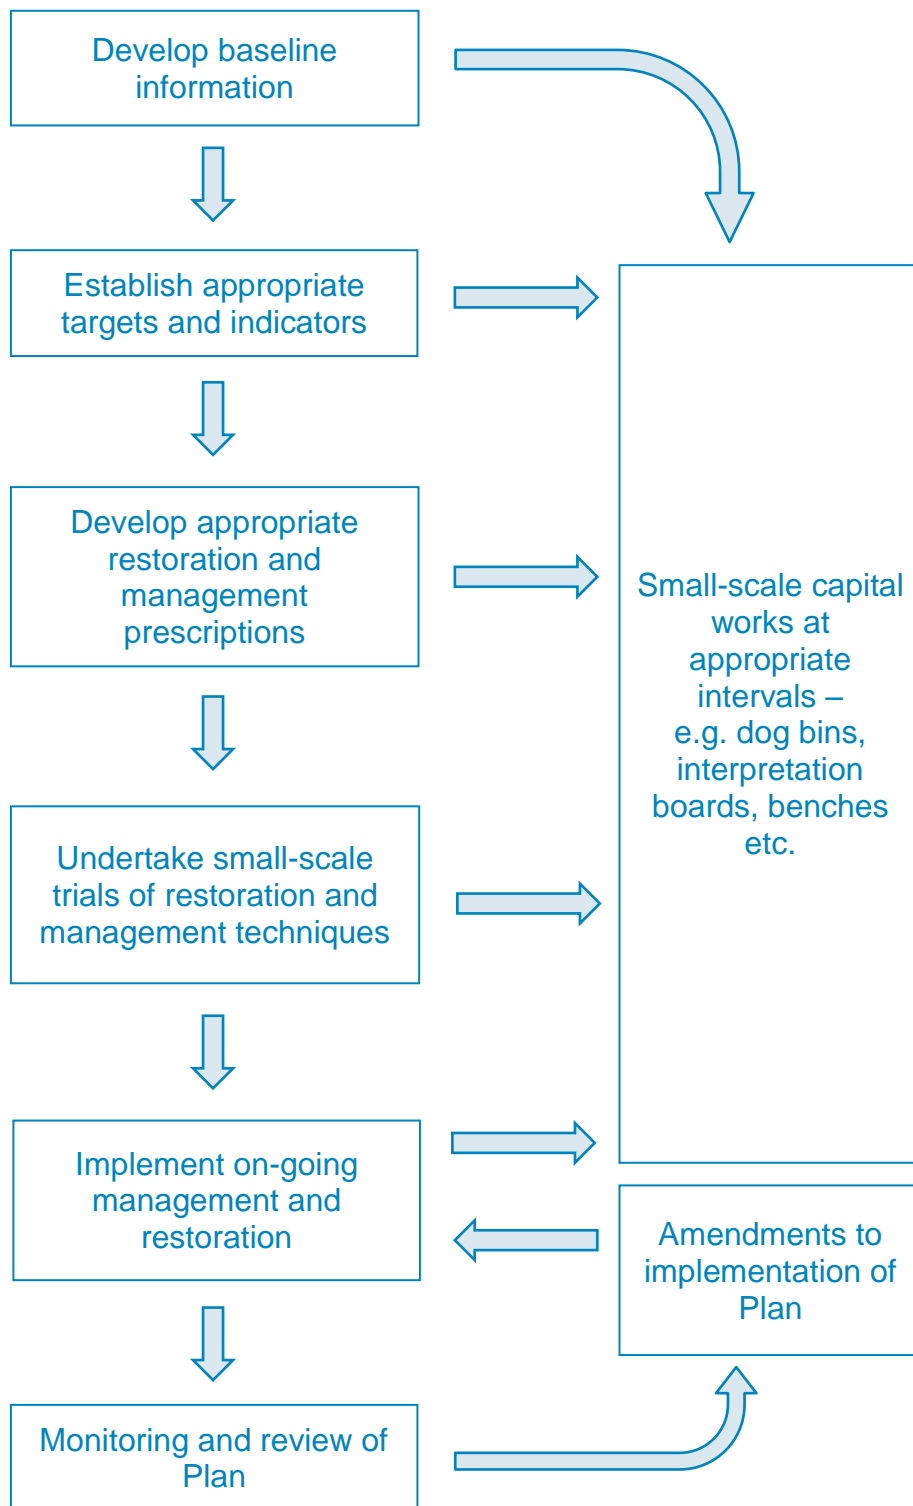 Develop baseline
information
Establish appropriate
targets and indicators
Develop appropriate
restoration and
management
prescriptions
Small-scale capital
works at
appropriate
intervals –
e.g. dog bins,
interpretation
boards, benches
etc.
Undertake small-scale
trials of restoration and
management techniques
Implement on-going
management and
restoration
Amendments to
implementation of
Plan
Monitoring and review of
Plan